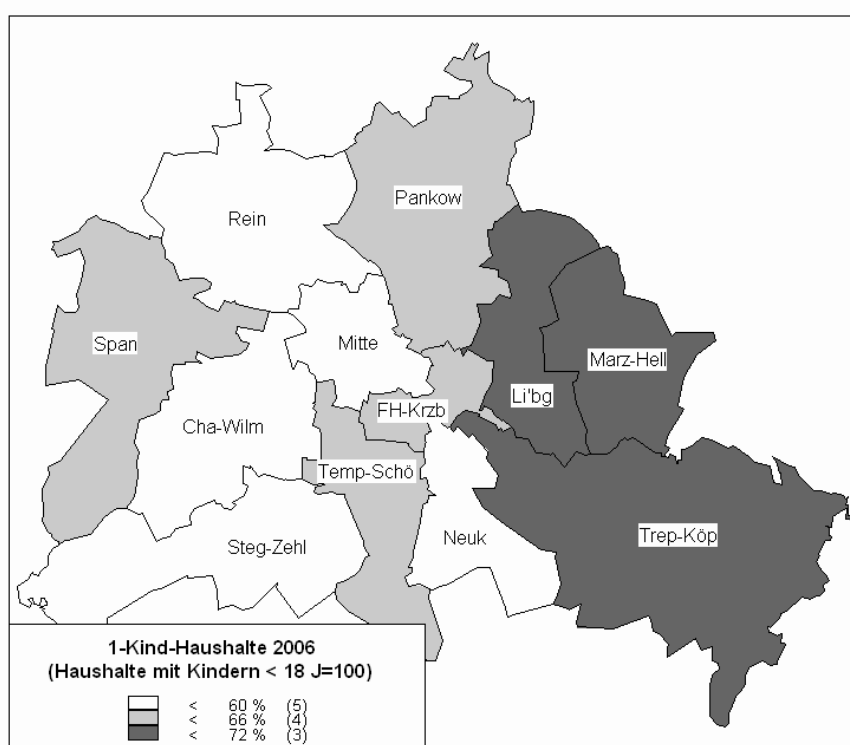 Pankow
Rein
Span
Mitte
Marz-Hell
Li'bg
FH-Krzb
Cha-Wilm
Temp-Schö
Trep-Köp
Neuk
Steg-Zehl
1-Kind-Haushalte 2006
(Haushalte mit Kindern < 18 J=100)
< 60 % (5)
< 66 % (4)
< 72 % (3)